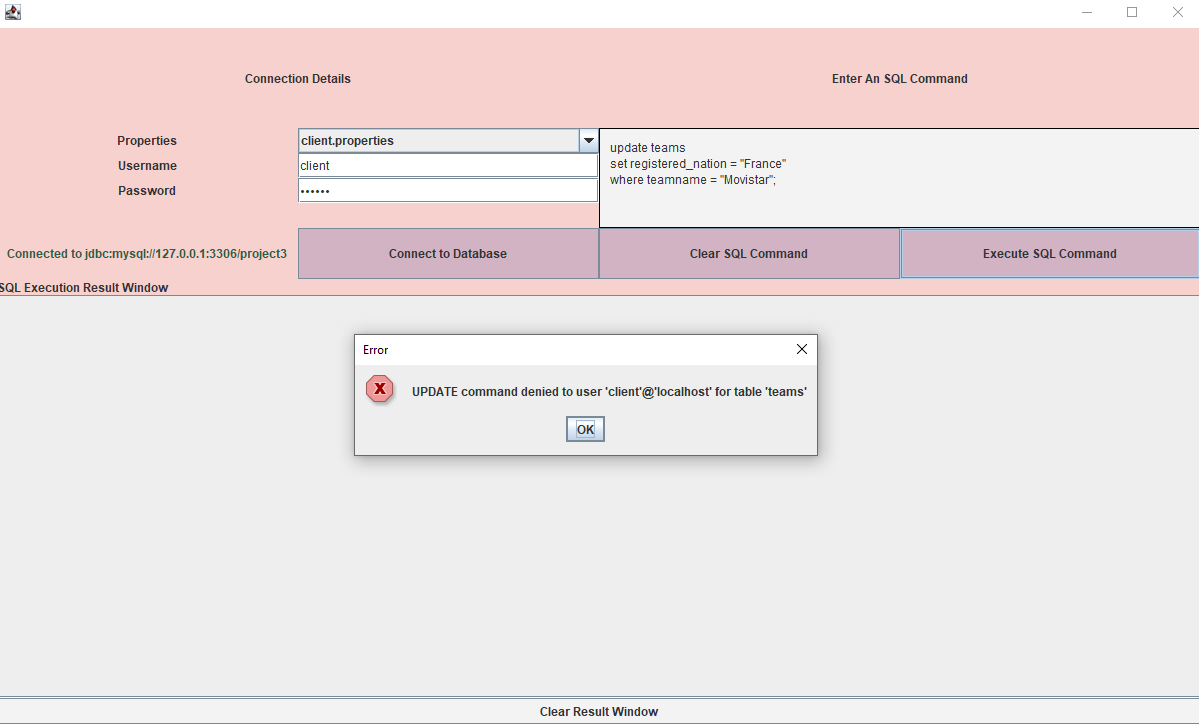 Connection Details
Enter An SQL Command
Properties
client.properties
Username
client
Password
••••••
update teams
set registered_nation = "France"
where teamname = "Movistar";
Connected to jdbc:mysql://127.0.0.1:3306/project3
Connect to Database
Clear SQL Command
Execute SQL Command
SQL Execution Result Window
Error
X
UPDATE command denied to user 'client'@'localhost' for table 'teams'
OK
Clear Result Window